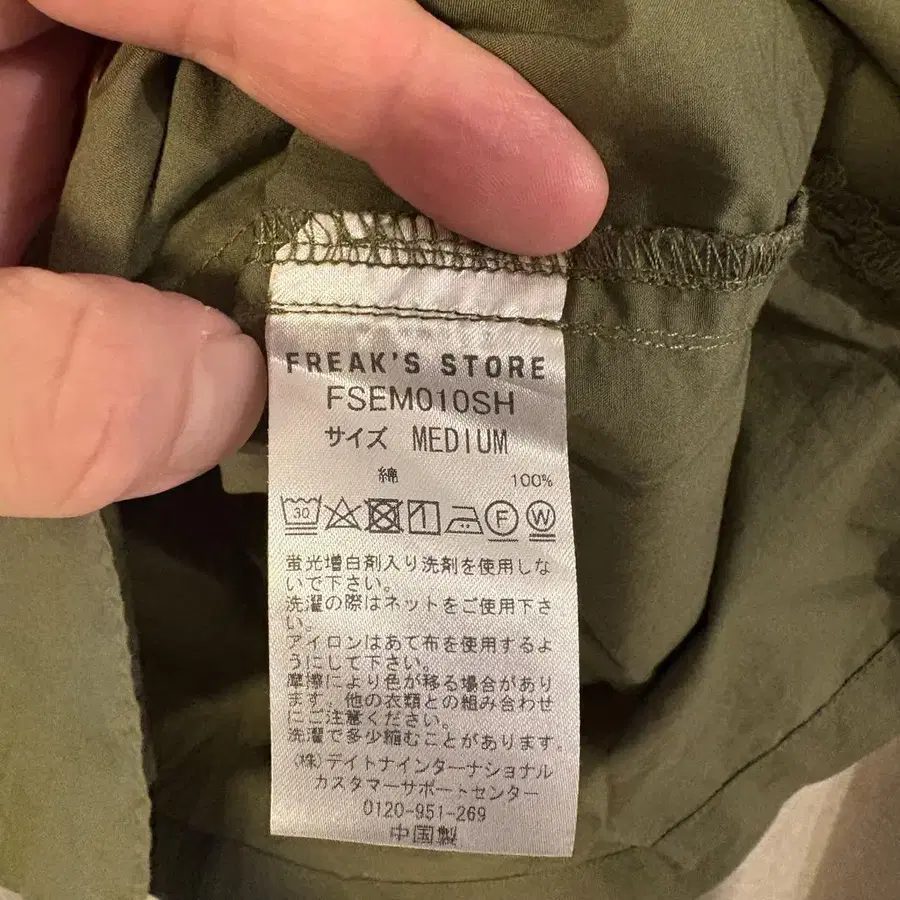 FREAK'S STORE
FSEM010SH
サイズ MEDIUM
綿 100%
30 1 F W
蛍光増白剤入り洗剤を使用しな
いで下さい。
洗濯の際はネットをご使用下さ
い。
アイロンはあて布を使用するよ
うにして下さい。
摩擦により色が移る場合があり
ます。他の衣類との組み合わせ
にご注意ください。
洗濯で多少縮むことがあります。
(株)デイトナインターナショナル
カスタマーサポートセンター
0120-951-269
中国製